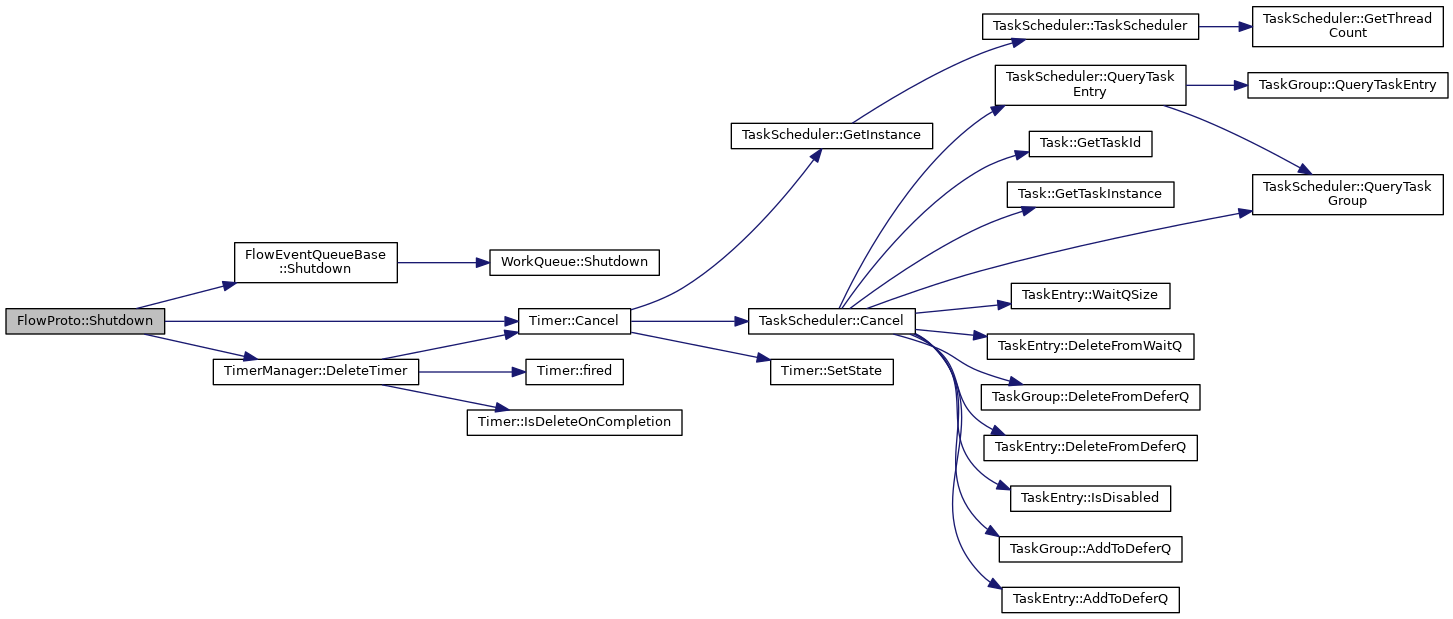 TaskScheduler::TaskScheduler
TaskScheduler::GetThread
Count
TaskScheduler::QueryTask
Entry
TaskGroup::QueryTaskEntry
TaskScheduler::GetInstance
Task::GetTaskId
Task::GetTaskInstance
TaskScheduler::QueryTask
Group
FlowEventQueueBase
::Shutdown
WorkQueue::Shutdown
TaskEntry::WaitQSize
FlowProto::Shutdown
Timer::Cancel
TaskScheduler::Cancel
TaskEntry::DeleteFromWaitQ
TimerManager::DeleteTimer
Timer::fired
Timer::SetState
TaskGroup::DeleteFromDeferQ
Timer::IsDeleteOnCompletion
TaskEntry::DeleteFromDeferQ
TaskEntry::IsDisabled
TaskGroup::AddToDeferQ
TaskEntry::AddToDeferQ